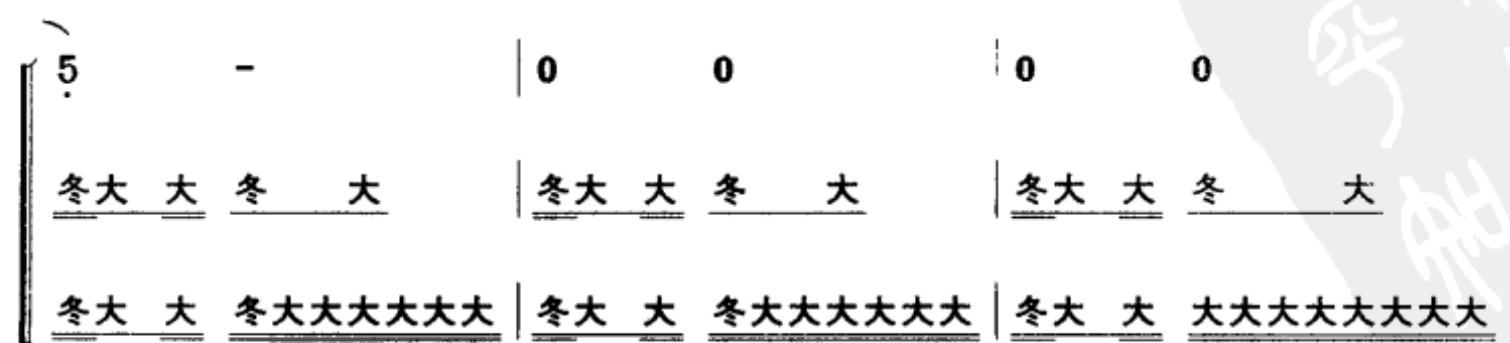 5 - | 0 0 | 0 0
冬大 大 冬 大 | 冬大 大 冬 大 | 冬大 大 冬 大
冬大 大 冬大大大大大大 | 冬大 大 冬大大大大大大 | 冬大 大 大大大大大大大大